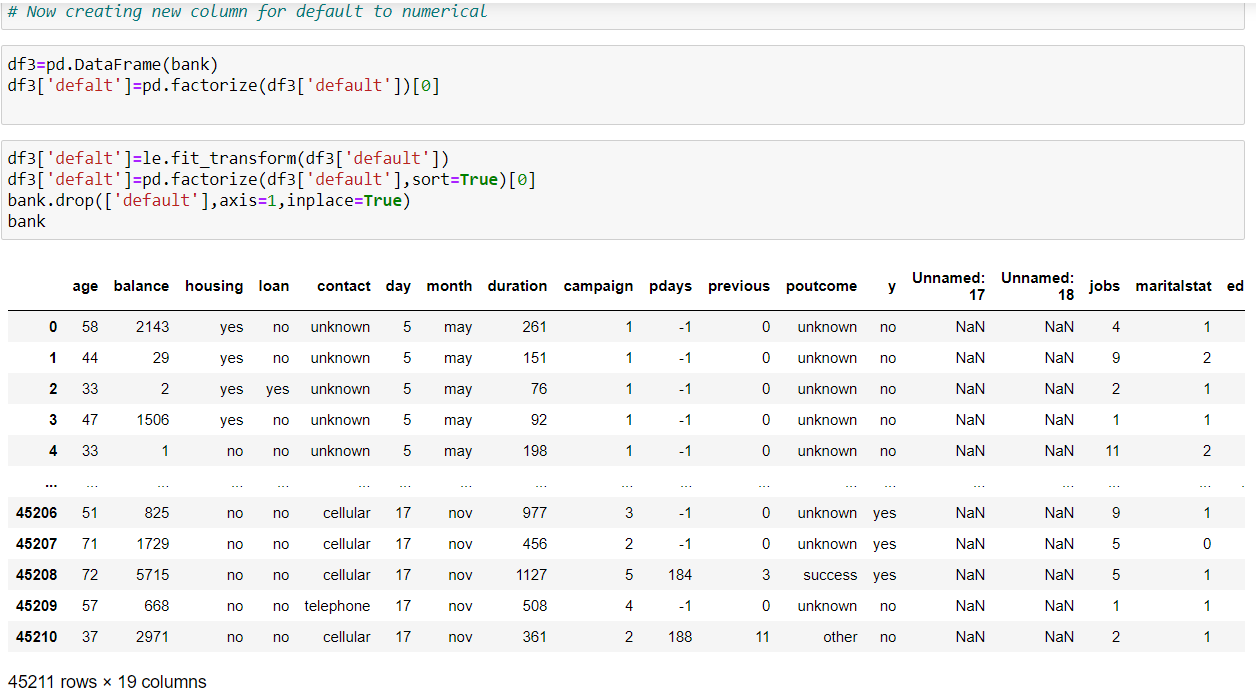 # Now creating new column for default to numerical
df3=pd.DataFrame(bank)
df3['defalt']=pd.factorize(df3['default'])[0]
df3['defalt']=le.fit_transform(df3['default'])
df3['defalt']=pd.factorize(df3['default'],sort=True)[0]
bank.drop(['default'],axis=1,inplace=True)
bank
age balance housing loan contact day month duration campaign pdays previous poutcome y Unnamed: 17 Unnamed: 18 jobs maritalstat ed
0 58 2143 yes no unknown 5 may 261 1 -1 0 unknown no NaN NaN 4 1
1 44 29 yes no unknown 5 may 151 1 -1 0 unknown no NaN NaN 9 2
2 33 2 yes yes unknown 5 may 76 1 -1 0 unknown no NaN NaN 2 1
3 47 1506 yes no unknown 5 may 92 1 -1 0 unknown no NaN NaN 1 1
4 33 1 no no unknown 5 may 198 1 -1 0 unknown no NaN NaN 11 2
... ... ... ... ... ... ... ... ... ... ... ... ... ... ... ... ... ...
45206 51 825 no no cellular 17 nov 977 3 -1 0 unknown yes NaN NaN 9 1
45207 71 1729 no no cellular 17 nov 456 2 -1 0 unknown yes NaN NaN 5 0
45208 72 5715 no no cellular 17 nov 1127 5 184 3 success yes NaN NaN 5 1
45209 57 668 no no telephone 17 nov 508 4 -1 0 unknown no NaN NaN 1 1
45210 37 2971 no no cellular 17 nov 361 2 188 11 other no NaN NaN 2 1
45211 rows × 19 columns